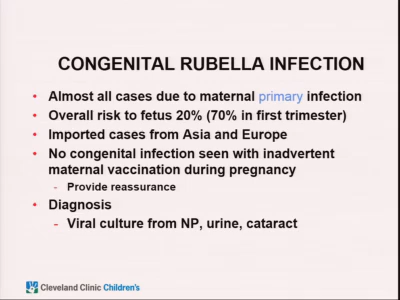 CONGENITAL RUBELLA INFECTION
• Almost all cases due to maternal primary infection
• Overall risk to fetus 20% (70% in first trimester)
• Imported cases from Asia and Europe
• No congenital infection seen with inadvertent
maternal vaccination during pregnancy
- Provide reassurance
• Diagnosis
- Viral culture from NP, urine, cataract
Cleveland Clinic Children's